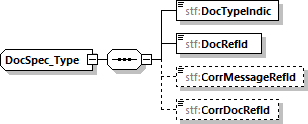 stf:DocTypeIndic
stf:DocRefId
DocSpec_Type
stf:CorrMessageRefId
stf:CorrDocRefId